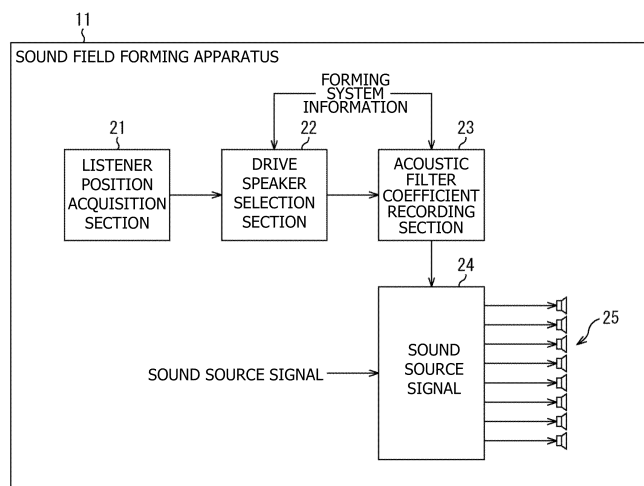 11
SOUND FIELD FORMING APPARATUS
FORMING
SYSTEM
INFORMATION
21
22
23
LISTENER
POSITION
ACQUISITION
SECTION
DRIVE
SPEAKER
SELECTION
SECTION
ACOUSTIC
FILTER
COEFFICIENT
RECORDING
SECTION
24
25
SOUND SOURCE SIGNAL
SOUND
SOURCE
SIGNAL